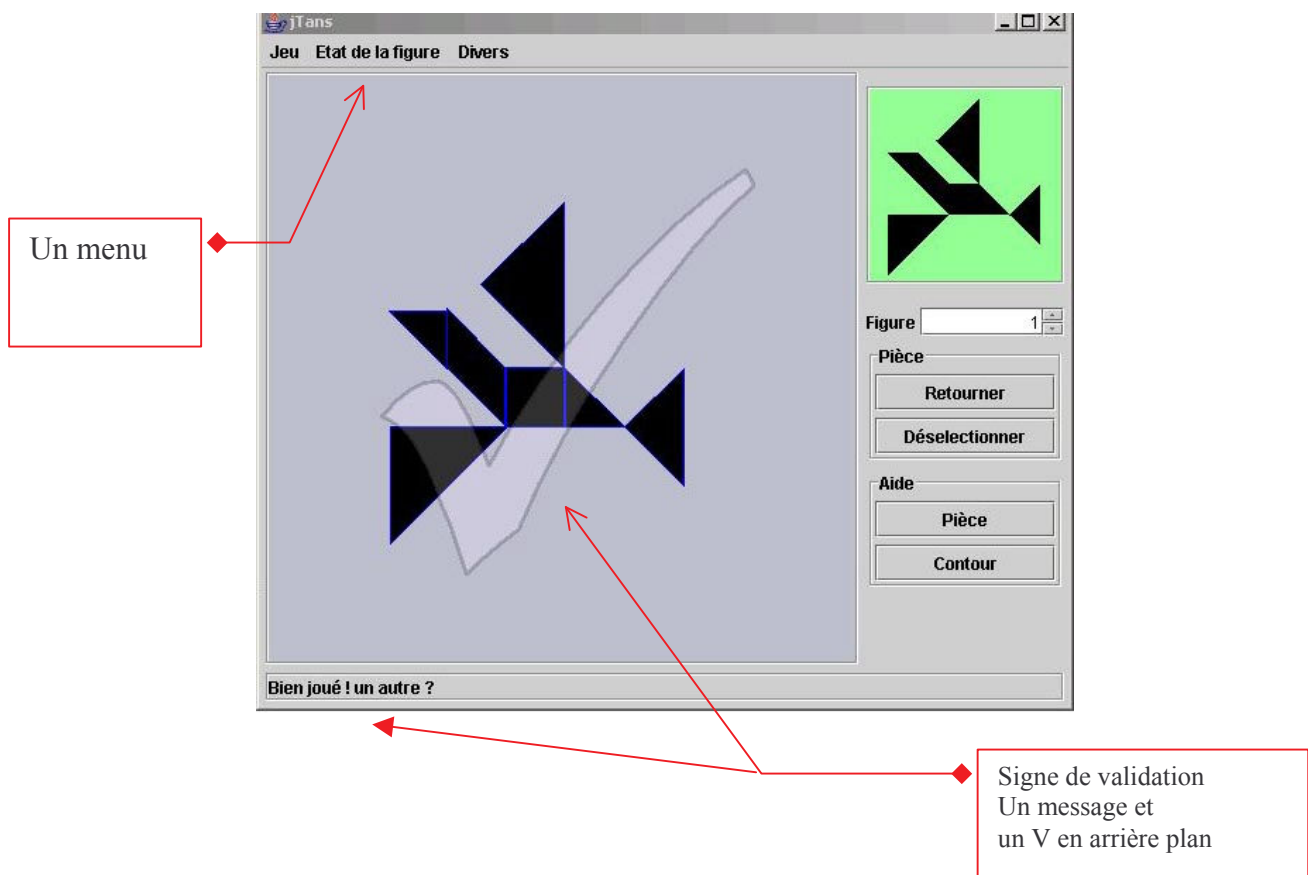 jTans
Jeu Etat de la figure Divers
Un menu
Figure 1
Pièce
Retourner
Déselectionner
Aide
Pièce
Contour
Bien joué ! un autre ?
Signe de validation
Un message et
un V en arrière plan